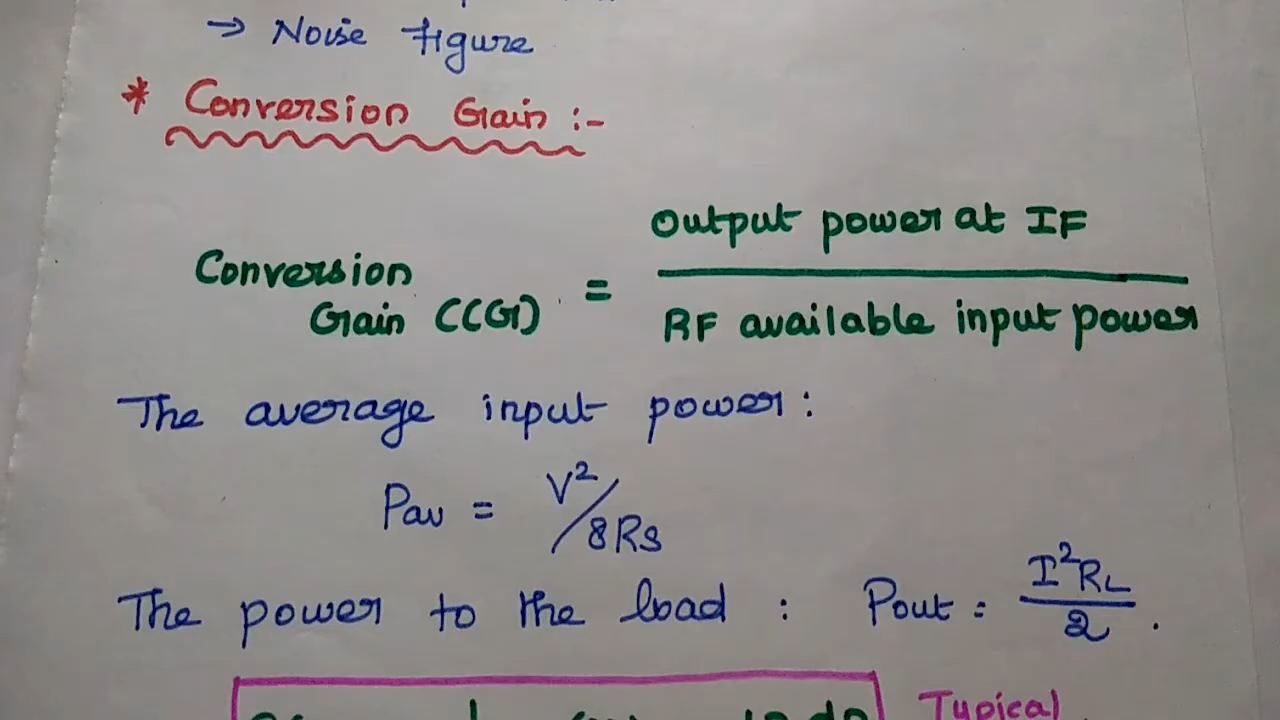 → Noise figure
* Conversion Gain :-
Conversion Gain (CG) = Output power at IF / RF available input power
The average input power :
Pav = V²/8Rs
The power to the load : Pout = I²RL/2 .
Typical